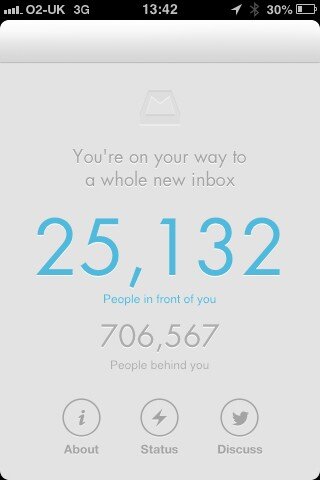 O2-UK 3G 13:42 30%
You're on your way to
a whole new inbox
25,132
People in front of you
706,567
People behind you
About Status Discuss